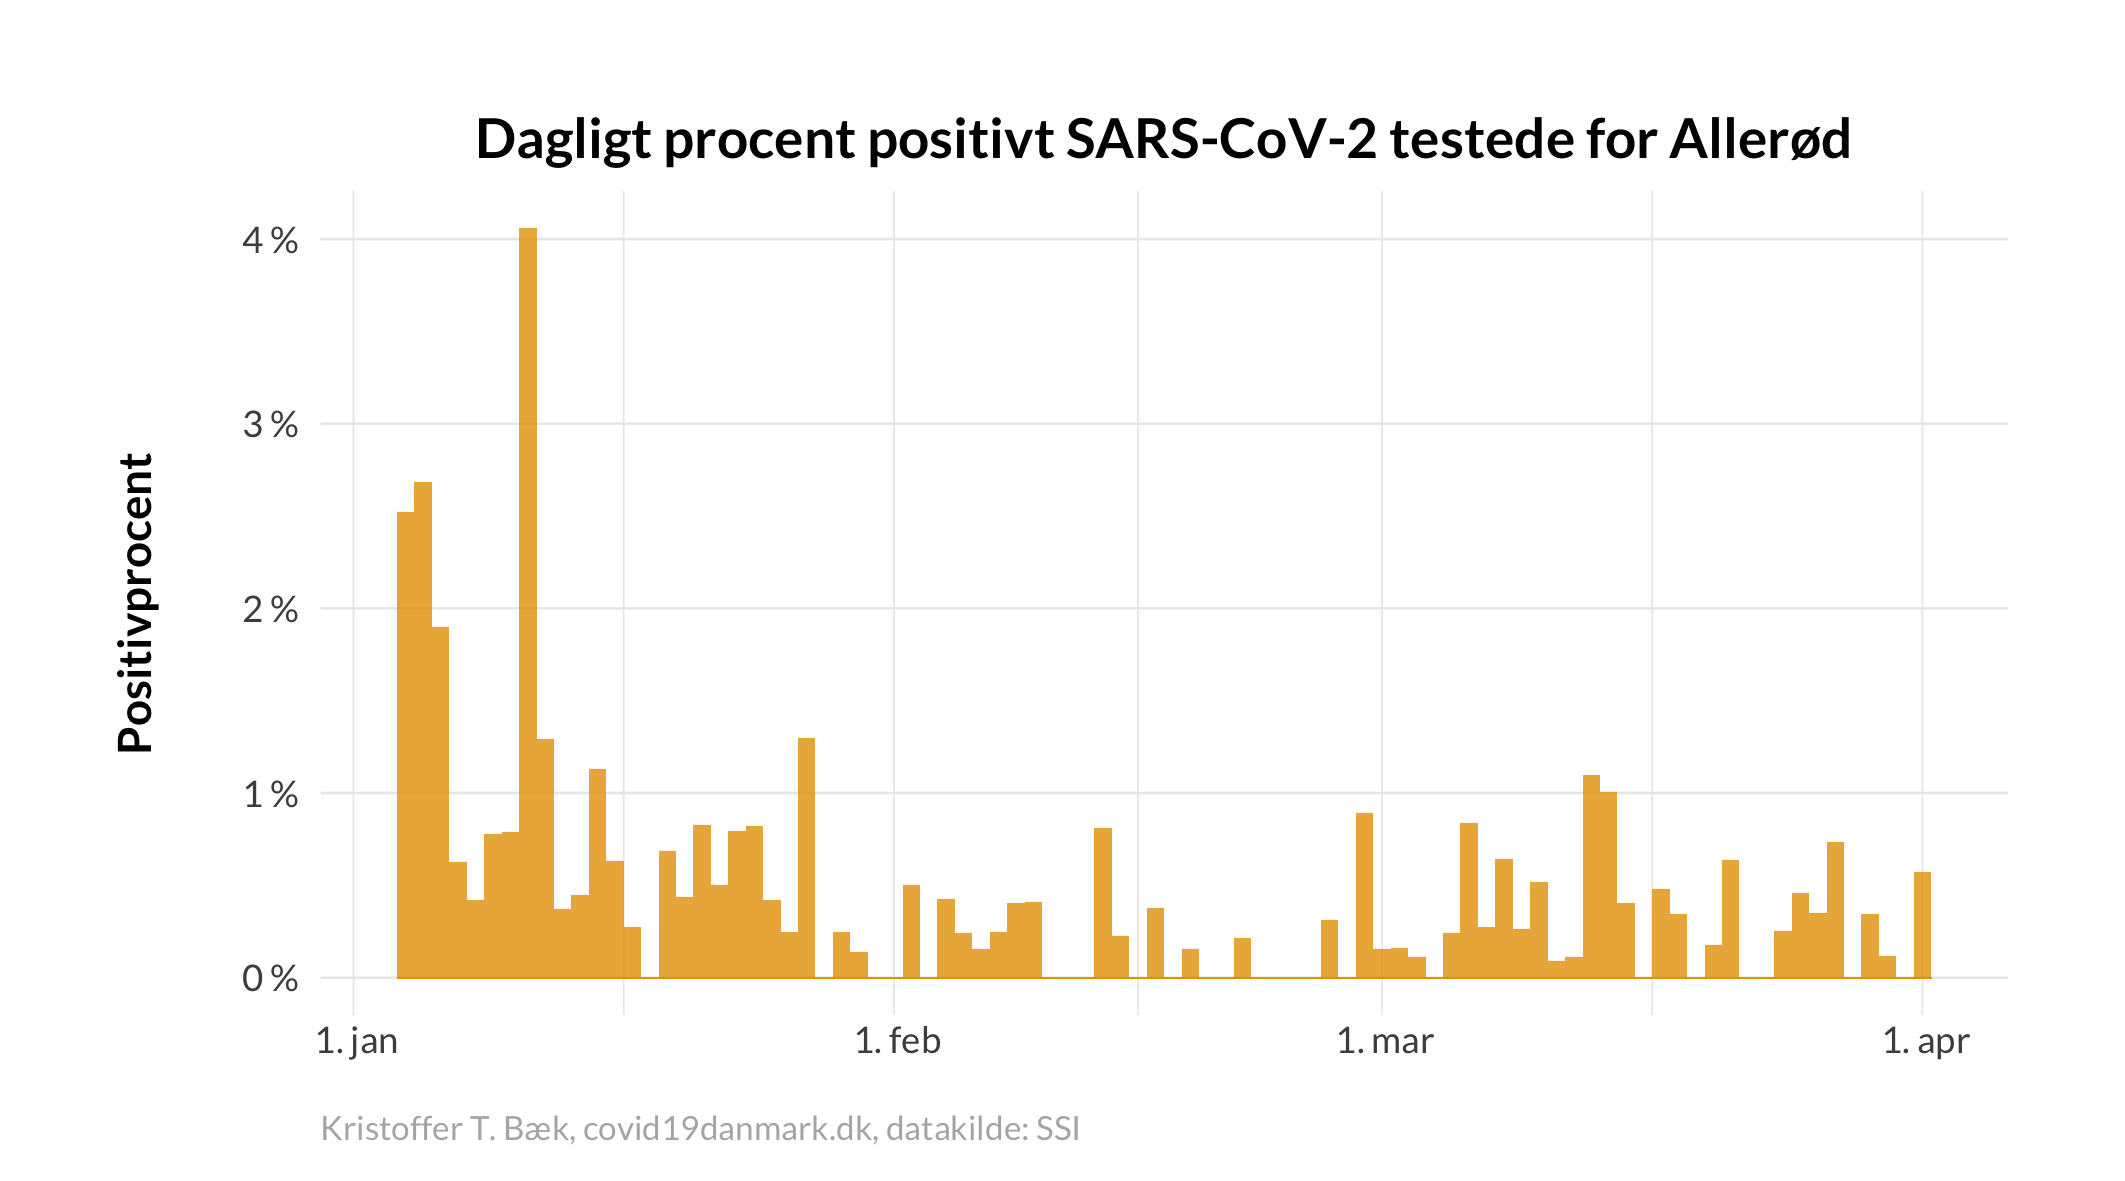 Dagligt procent positivt SARS-CoV-2 testede for Allerød
Positivprocent
4 %
3 %
2 %
1 %
0 %
1. jan
1. feb
1. mar
1. apr
Kristoffer T. Bæk, covid19danmark.dk, datakilde: SSI